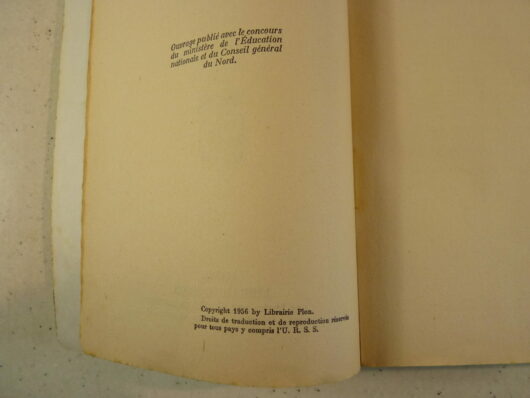 Ouvrage publié avec le concours
du ministère de l'Éducation
nationale et du Conseil général
du Nord.
Copyright 1956 by Librairie Plon.
Droits de traduction et de reproduction réservés
pour tous pays y compris l'U. R. S. S.